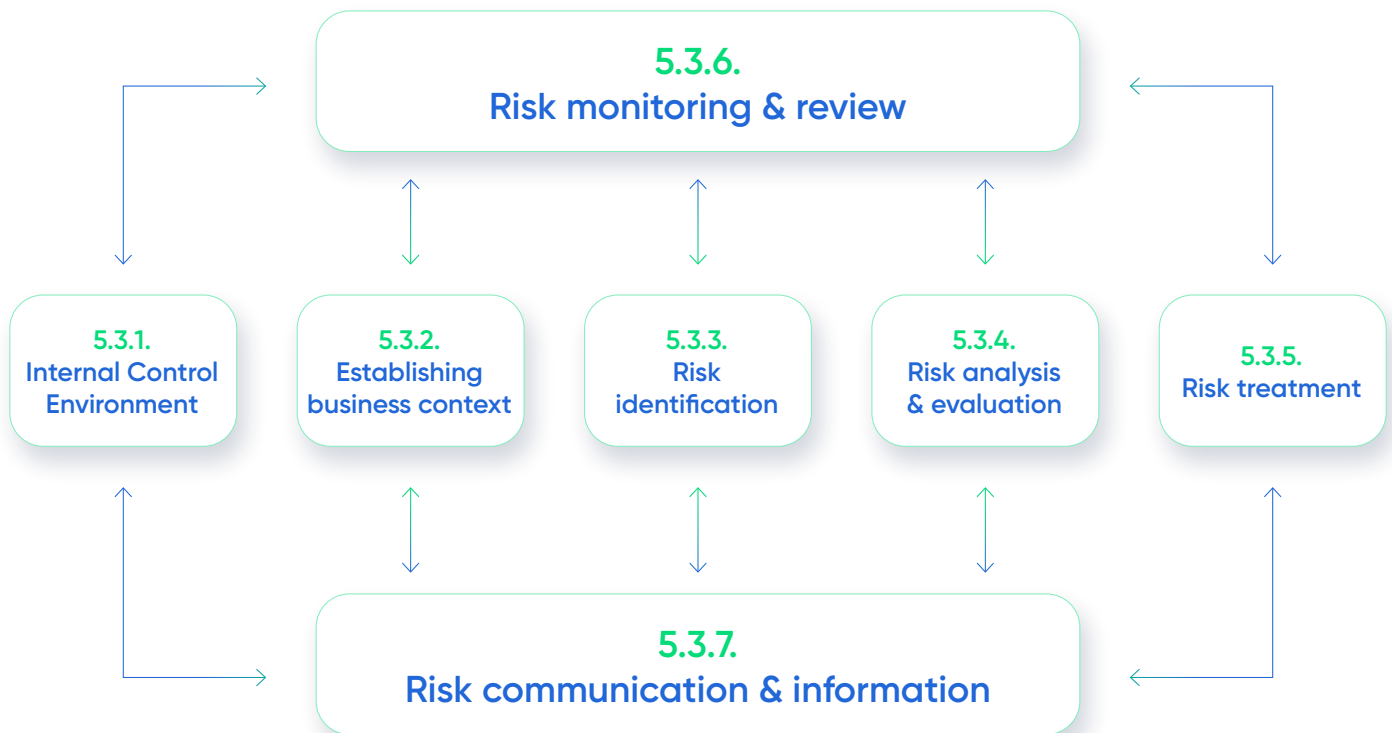 5.3.6.
Risk monitoring & review
5.3.1.
Internal Control
Environment
5.3.2.
Establishing
business context
5.3.3.
Risk
identification
5.3.4.
Risk analysis
& evaluation
5.3.5.
Risk treatment
5.3.7.
Risk communication & information